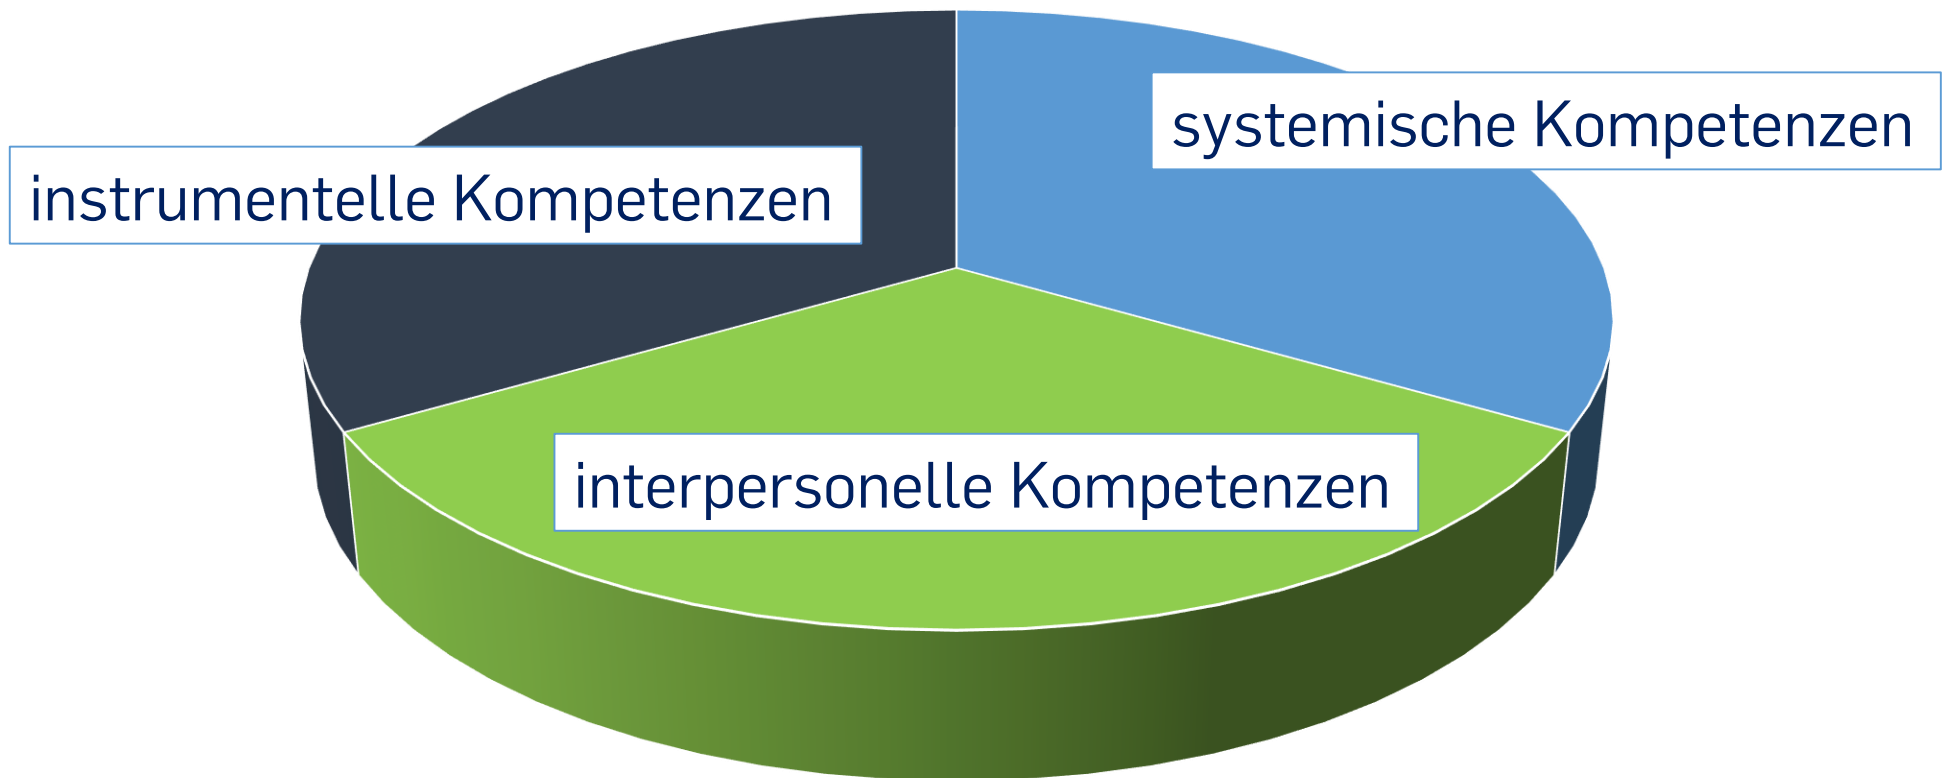 systemische Kompetenzen
instrumentelle Kompetenzen
interpersonelle Kompetenzen